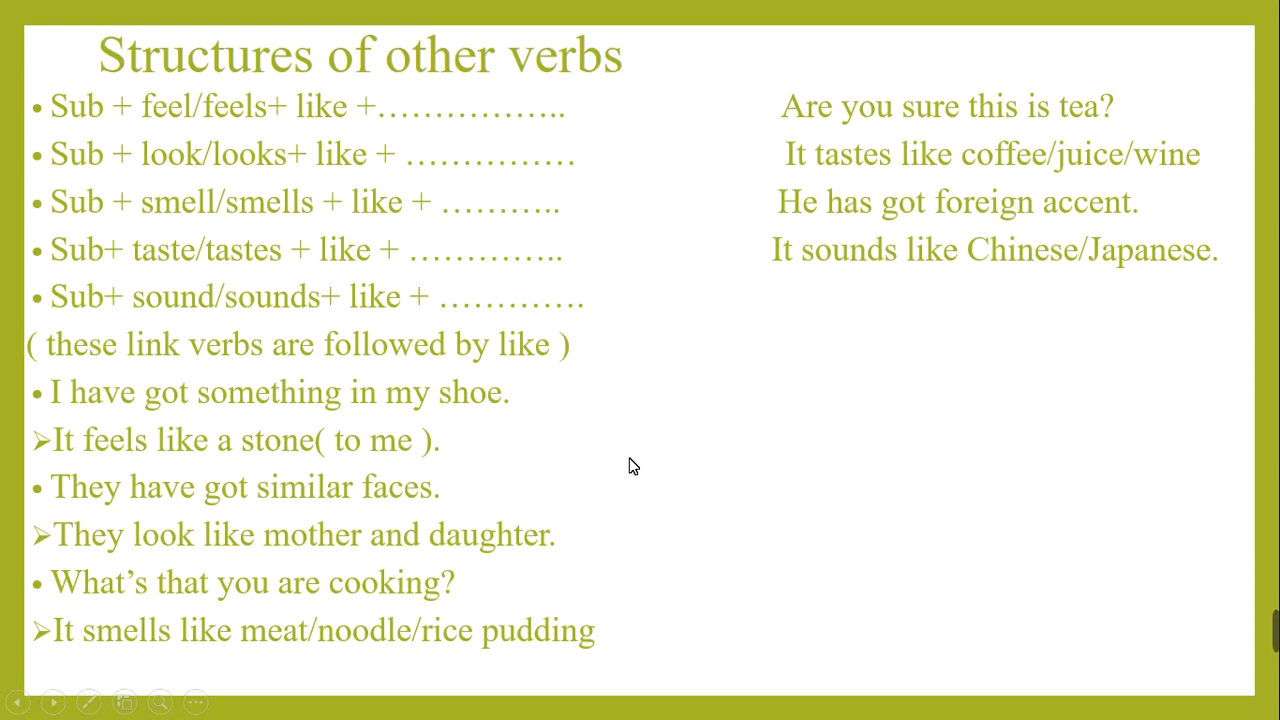 Structures of other verbs
• Sub + feel/feels+ like +……………..
• Sub + look/looks+ like + ……………
• Sub + smell/smells + like + ………..
• Sub+ taste/tastes + like + …………..
• Sub+ sound/sounds+ like + ………….
( these link verbs are followed by like )
• I have got something in my shoe.
➢It feels like a stone( to me ).
• They have got similar faces.
➢They look like mother and daughter.
• What’s that you are cooking?
➢It smells like meat/noodle/rice pudding
Are you sure this is tea?
It tastes like coffee/juice/wine
He has got foreign accent.
It sounds like Chinese/Japanese.